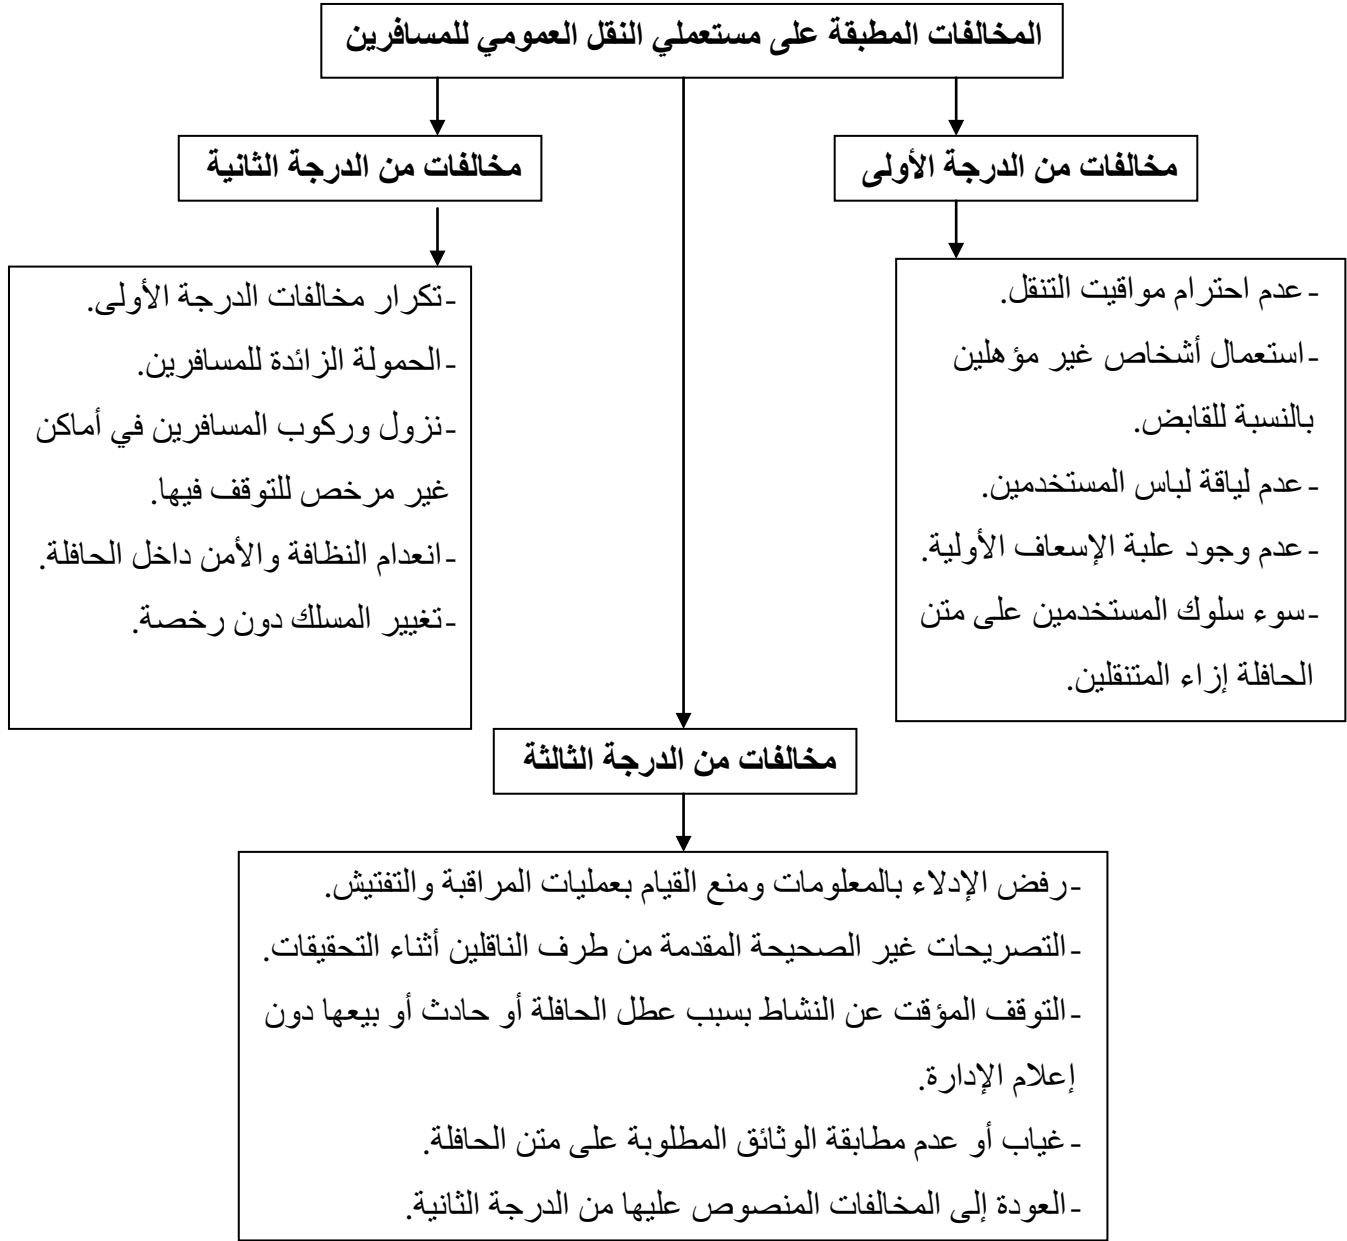 المخالفات المطبقة على مستعملي النقل العمومي للمسافرين
مخالفات من الدرجة الأولى
-عدم احترام مواقيت التنقل.
-استعمال أشخاص غير مؤهلين
بالنسبة للقابض.
-عدم لياقة لباس المستخدمين.
-عدم وجود علبة الإسعاف الأولية.
-سوء سلوك المستخدمين على متن
الحافلة إزاء المتنقلين.
مخالفات من الدرجة الثانية
-تكرار مخالفات الدرجة الأولى.
-الحمولة الزائدة للمسافرين.
-نزول وركوب المسافرين في أماكن
غير مرخص للتوقف فيها.
-انعدام النظافة والأمن داخل الحافلة.
-تغيير المسلك دون رخصة.
مخالفات من الدرجة الثالثة
-رفض الإدلاء بالمعلومات ومنع القيام بعمليات المراقبة والتفتيش.
-التصريحات غير الصحيحة المقدمة من طرف الناقلين أثناء التحقيقات.
-التوقف المؤقت عن النشاط بسبب عطل الحافلة أو حادث أو بيعها دون
إعلام الإدارة.
-غياب أو عدم مطابقة الوثائق المطلوبة على متن الحافلة.
-العودة إلى المخالفات المنصوص عليها من الدرجة الثانية.